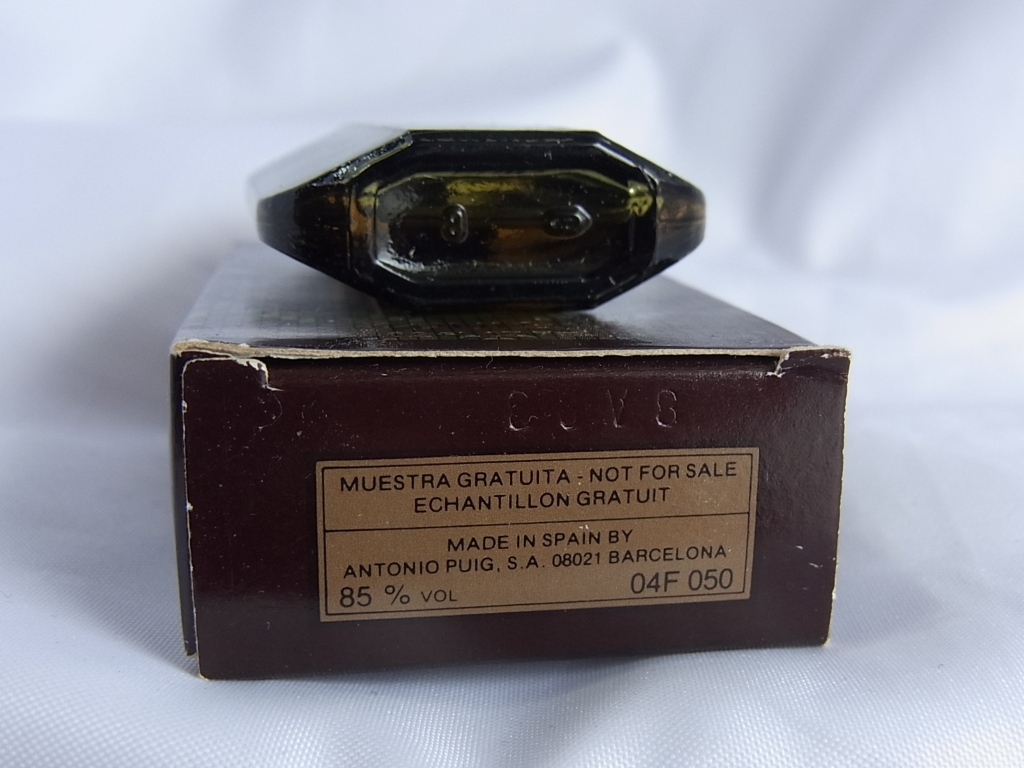 MUESTRA GRATUITA - NOT FOR SALE
ECHANTILLON GRATUIT
MADE IN SPAIN BY
ANTONIO PUIG, S.A. 08021 BARCELONA
85 % VOL 04F 050